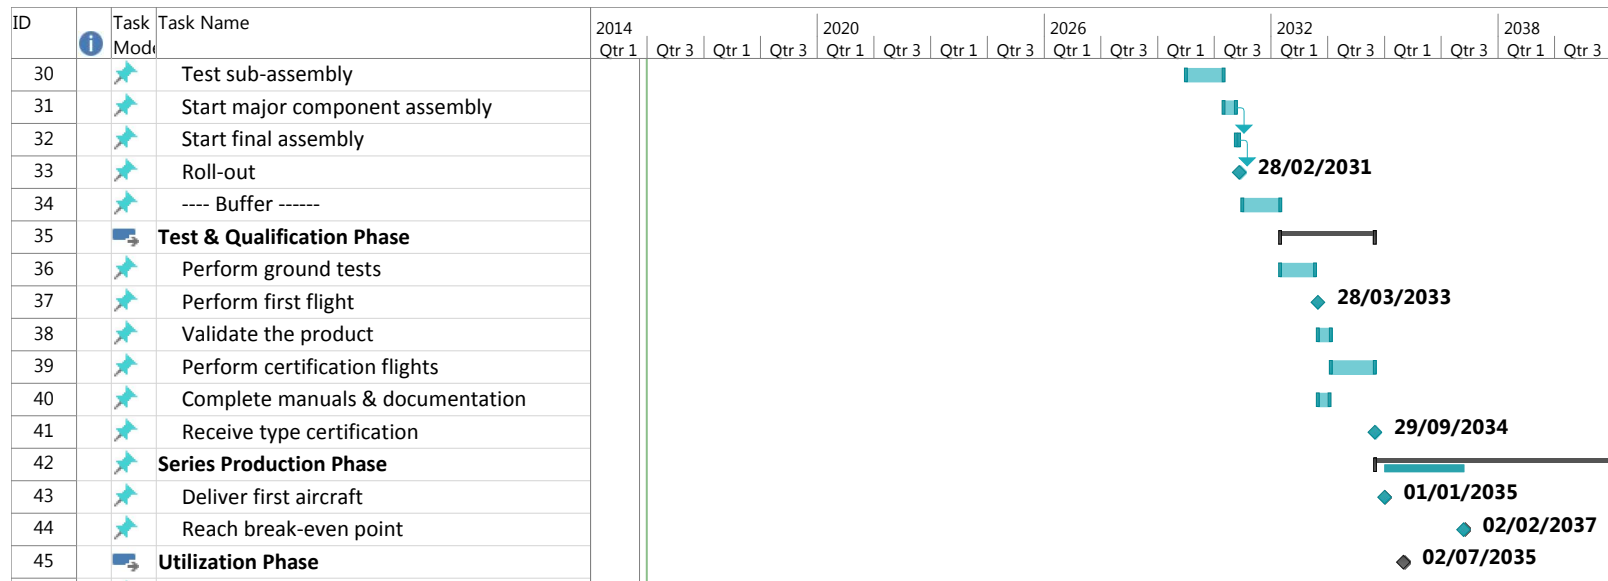 ID Task Task Name 2014 2020 2026 2032 2038
i Mode Qtr 1 Qtr 3 Qtr 1 Qtr 3 Qtr 1 Qtr 3 Qtr 1 Qtr 3 Qtr 1 Qtr 3 Qtr 1 Qtr 3 Qtr 1 Qtr 3 Qtr 1 Qtr 3 Qtr 1 Qtr 3
30 Test sub-assembly
31 Start major component assembly
32 Start final assembly
33 Roll-out 28/02/2031
34 ---- Buffer ------
35 Test & Qualification Phase
36 Perform ground tests
37 Perform first flight 28/03/2033
38 Validate the product
39 Perform certification flights
40 Complete manuals & documentation
41 Receive type certification 29/09/2034
42 Series Production Phase
43 Deliver first aircraft 01/01/2035
44 Reach break-even point 02/02/2037
45 Utilization Phase 02/07/2035